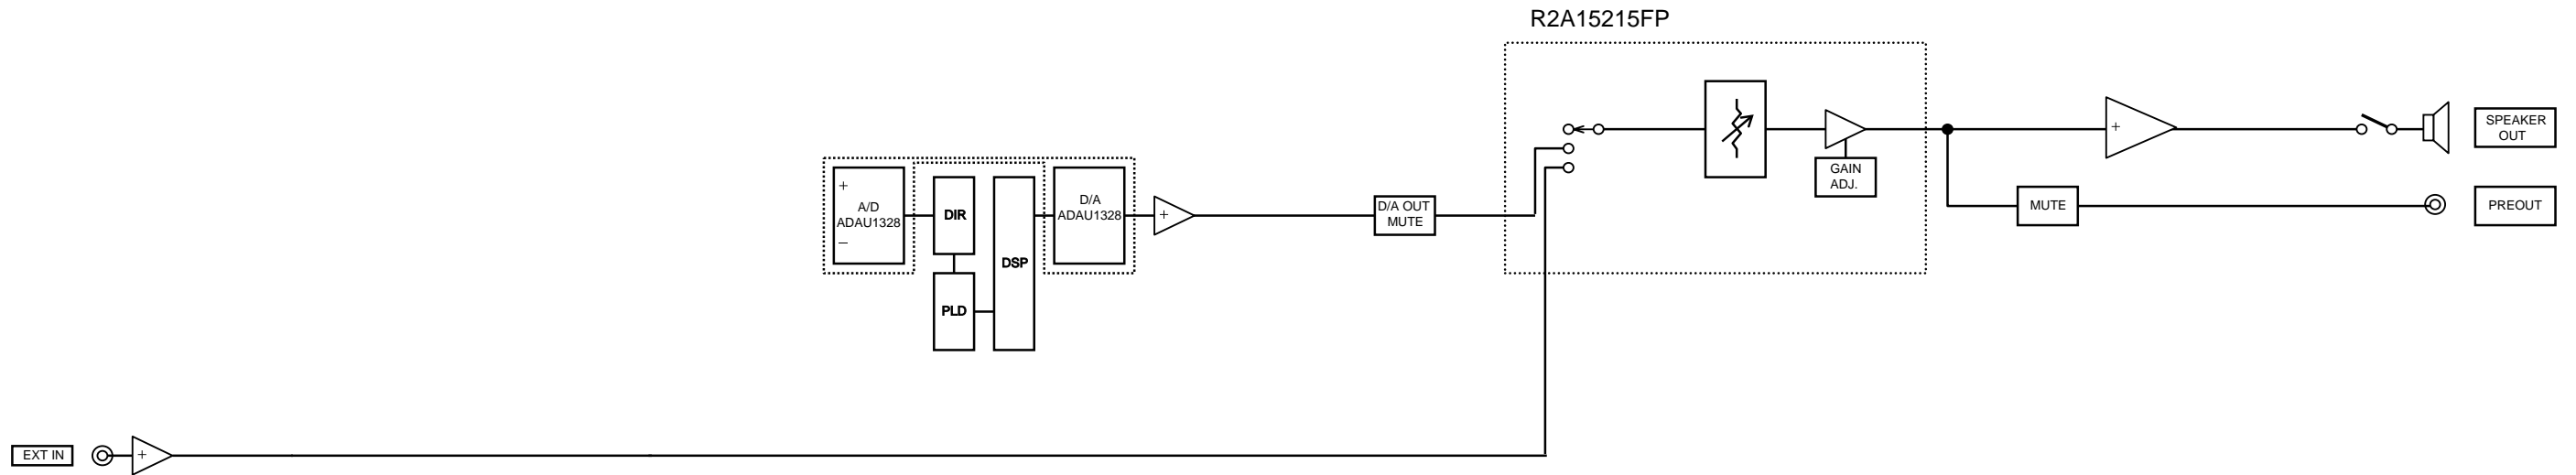 R2A15215FP
SPEAKER
OUT
GAIN
ADJ.
+
+
A/D
ADAU1328
–
DIR
DSP
D/A
ADAU1328
+
D/A OUT
MUTE
MUTE
PREOUT
PLD
EXT IN
+